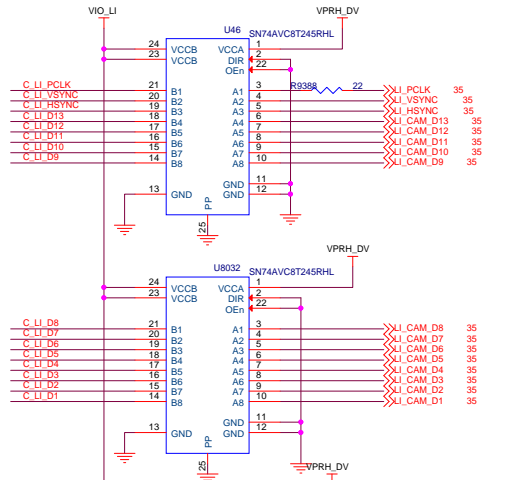 VIO_LI VPRH_DV
U46 SN74AVC8T245RHL
24 VCCB VCCA 1
23 VCCB DIR 2
OEn 22
C_LI_PCLK 21 B1 A1 3 R9388 22 LI_PCLK 35
C_LI_VSYNC 20 B2 A2 4 LI_VSYNC 35
C_LI_HSYNC 19 B3 A3 5 LI_HSYNC 35
C_LI_D13 18 B4 A4 6 LI_CAM_D13 35
C_LI_D12 17 B5 A5 7 LI_CAM_D12 35
C_LI_D11 16 B6 A6 8 LI_CAM_D11 35
C_LI_D10 15 B7 A7 9 LI_CAM_D10 35
C_LI_D9 14 B8 A8 10 LI_CAM_D9 35
GND 11
13 GND GND 12
PP
25
VPRH_DV
U8032 SN74AVC8T245RHL
24 VCCB VCCA 1
23 VCCB DIR 2
OEn 22
C_LI_D8 21 B1 A1 3 LI_CAM_D8 35
C_LI_D7 20 B2 A2 4 LI_CAM_D7 35
C_LI_D6 19 B3 A3 5 LI_CAM_D6 35
C_LI_D5 18 B4 A4 6 LI_CAM_D5 35
C_LI_D4 17 B5 A5 7 LI_CAM_D4 35
C_LI_D3 16 B6 A6 8 LI_CAM_D3 35
C_LI_D2 15 B7 A7 9 LI_CAM_D2 35
C_LI_D1 14 B8 A8 10 LI_CAM_D1 35
GND 11
13 GND GND 12
PP
25
VPRH_DV